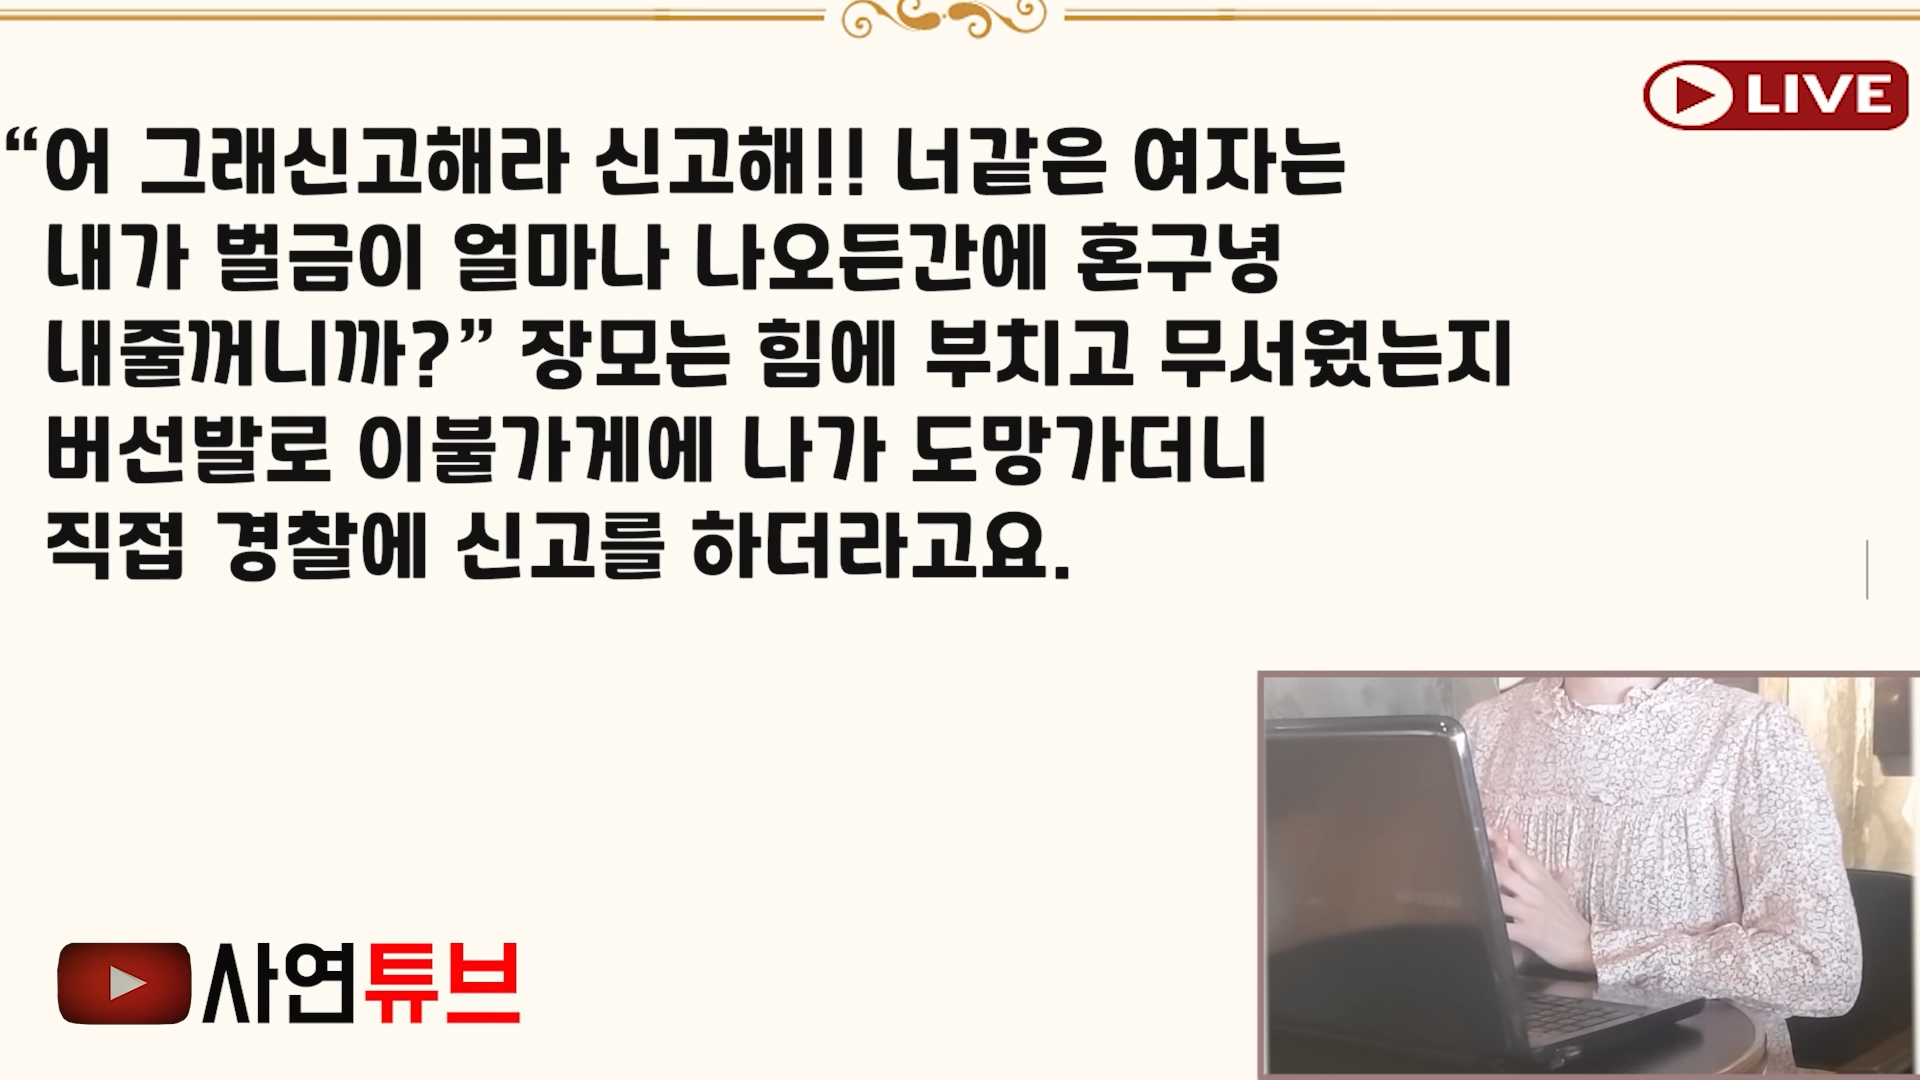 LIVE
“어 그래신고해라 신고해!! 너같은 여자는
내가 벌금이 얼마나 나오든간에 혼구녕
내줄꺼니까?” 장모는 힘에 부치고 무서웠는지
버선발로 이불가게에 나가 도망가더니
직접 경찰에 신고를 하더라고요.
사연튜브